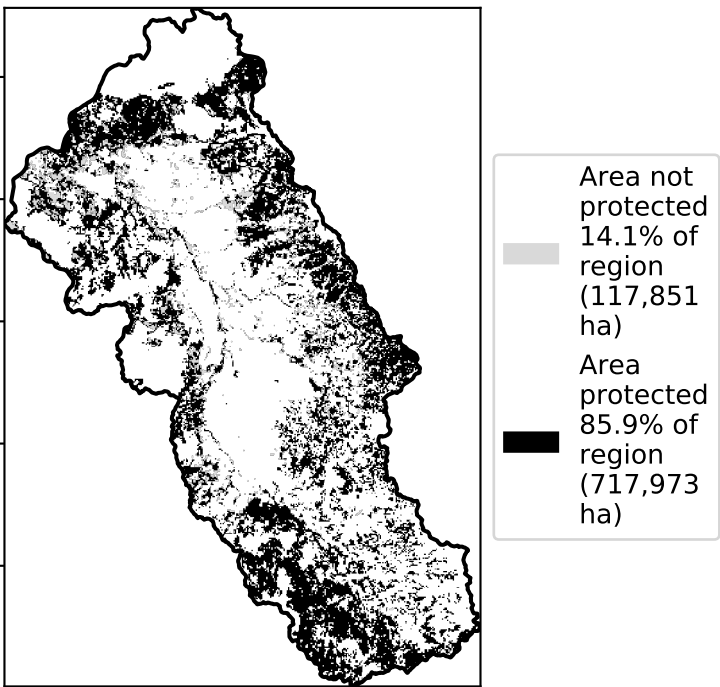 Area not
protected
14.1% of
region
(117,851
ha)
Area
protected
85.9% of
region
(717,973
ha)